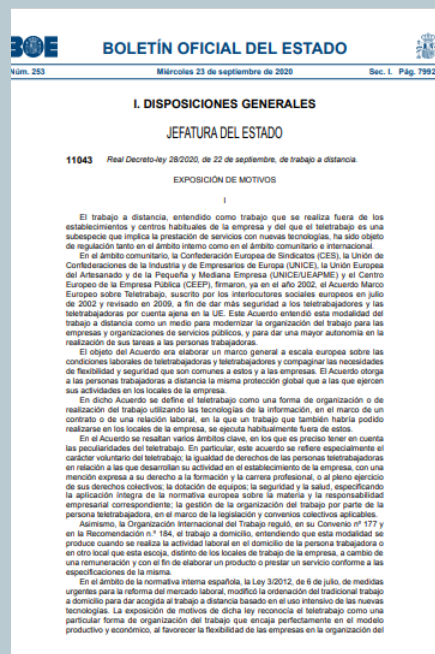 BOE
BOLETÍN OFICIAL DEL ESTADO
Núm. 253
Miércoles 23 de septiembre de 2020
Sec. I. Pág. 7992
I. DISPOSICIONES GENERALES
JEFATURA DEL ESTADO
11043 Real Decreto-ley 28/2020, de 22 de septiembre, de trabajo a distancia.
EXPOSICIÓN DE MOTIVOS
I
El trabajo a distancia, entendido como trabajo que se realiza fuera de los
establecimientos y centros habituales de la empresa y del que el teletrabajo es una
subespecie que implica la prestación de servicios con nuevas tecnologías, ha sido objeto
de regulación tanto en el ámbito interno como en el ámbito comunitario e internacional.
En el ámbito comunitario, la Confederación Europea de Sindicatos (CES), la Unión de
Confederaciones de la Industria y de Empresarios de Europa (UNICE), la Unión Europea
del Artesanado y de la Pequeña y Mediana Empresa (UNICE/UEAPME) y el Centro
Europeo de la Empresa Pública (CEEP), firmaron, ya en el año 2002, el Acuerdo Marco
Europeo sobre Teletrabajo, suscrito por los interlocutores sociales europeos en julio
de 2002 y revisado en 2009, a fin de dar más seguridad a los teletrabajadores y las
teletrabajadoras por cuenta ajena en la UE. Este Acuerdo entendió esta modalidad del
trabajo a distancia como un medio para modernizar la organización del trabajo para las
empresas y organizaciones de servicios públicos, y para dar una mayor autonomía en la
realización de sus tareas a las personas trabajadoras.
El objeto del Acuerdo era elaborar un marco general a escala europea sobre las
condiciones laborales de teletrabajadoras y teletrabajadores y compaginar las necesidades
de flexibilidad y seguridad que son comunes a estos y a las empresas. El Acuerdo otorga
a las personas trabajadoras a distancia la misma protección global que a las que ejercen
sus actividades en los locales de la empresa.
En dicho Acuerdo se define el teletrabajo como una forma de organización o de
realización del trabajo utilizando las tecnologías de la información, en el marco de un
contrato o de una relación laboral, en la que un trabajo que también habría podido
realizarse en los locales de la empresa, se ejecuta habitualmente fuera de estos.
En el Acuerdo se resaltan varios ámbitos clave, en los que es preciso tener en cuenta
las peculiaridades del teletrabajo. En particular, este acuerdo se refiere especialmente el
carácter voluntario del teletrabajo; la igualdad de derechos de las personas teletrabajadoras
en relación a las que desarrollan su actividad en el establecimiento de la empresa, con una
mención expresa a su derecho a la formación y la carrera profesional, o al pleno ejercicio
de sus derechos colectivos; la dotación de equipos; la seguridad y la salud, especificando
la aplicación íntegra de la normativa europea sobre la materia y la responsabilidad
empresarial correspondiente; la gestión de la organización del trabajo por parte de la
persona teletrabajadora, en el marco de la legislación y convenios colectivos aplicables.
Asimismo, la Organización Internacional del Trabajo reguló, en su Convenio nº 177 y
en la Recomendación n.º 184, el trabajo a domicilio, entendiendo que esta modalidad se
produce cuando se realiza la actividad laboral en el domicilio de la persona trabajadora o
en otro local que esta escoja, distinto de los locales de trabajo de la empresa, a cambio de
una remuneración y con el fin de elaborar un producto o prestar un servicio conforme a las
especificaciones de la misma.
En el ámbito de la normativa interna española, la Ley 3/2012, de 6 de julio, de medidas
urgentes para la reforma del mercado laboral, modificó la ordenación del tradicional trabajo
a domicilio para dar acogida al trabajo a distancia basado en el uso intensivo de las nuevas
tecnologías. La exposición de motivos de dicha ley reconocía el teletrabajo como una
particular forma de organización del trabajo que encaja perfectamente en el modelo
productivo y económico, al favorecer la flexibilidad de las empresas en la organización del